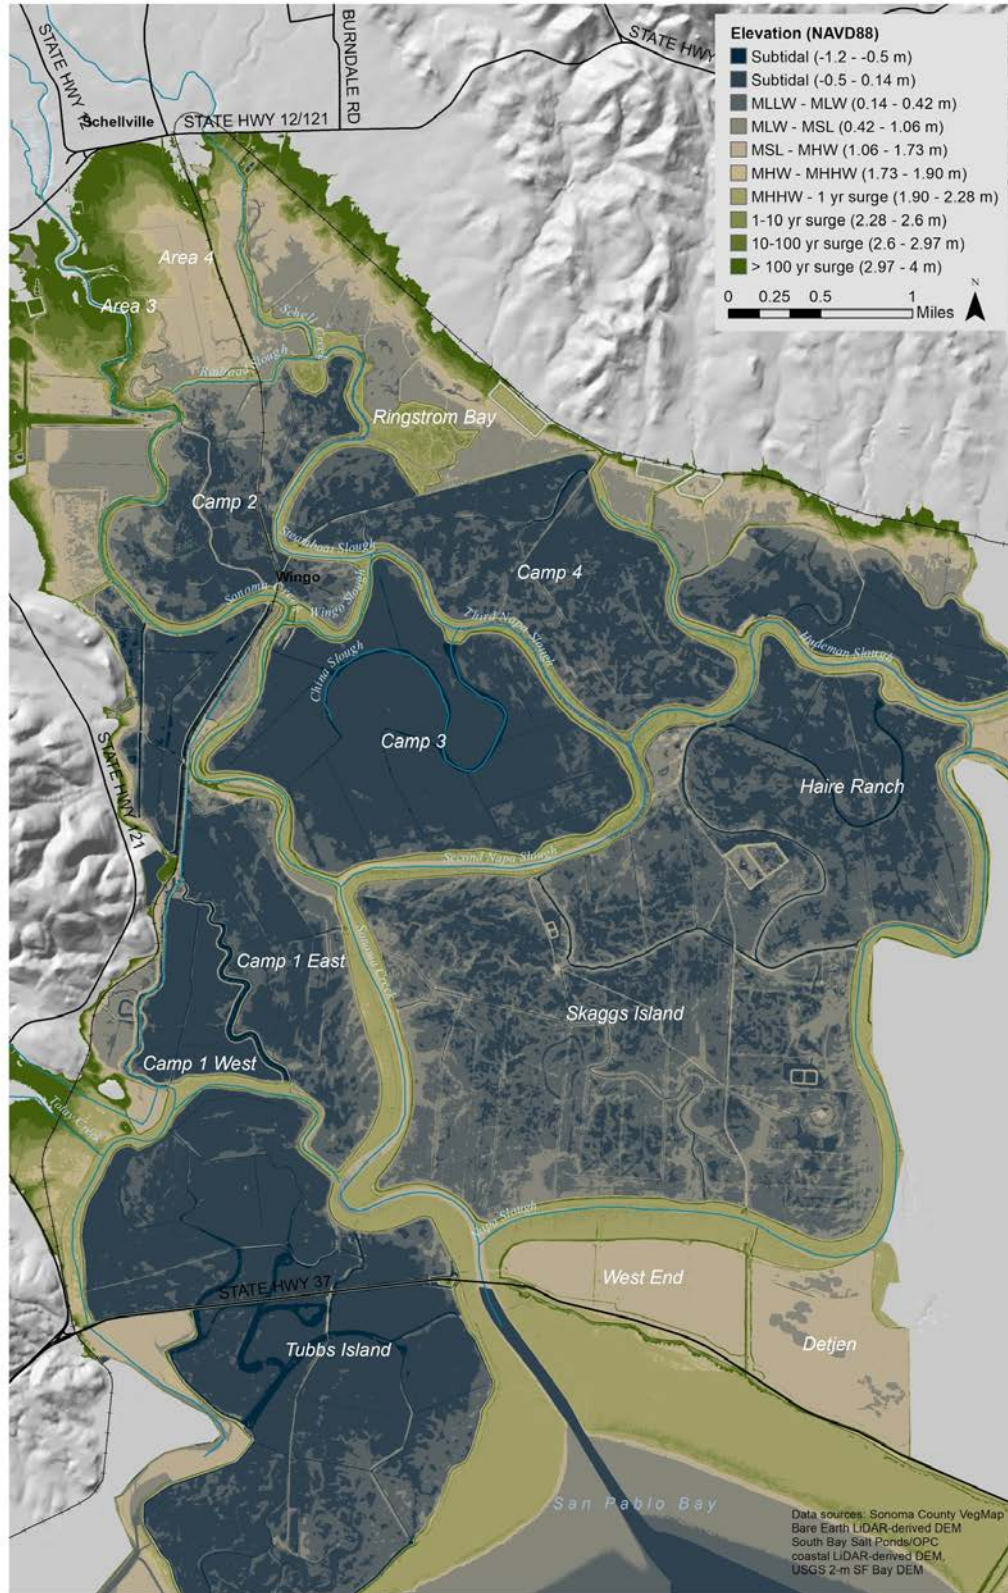 STATE HWY 12
BURNDALE RD
STATE HWY
Schellville
STATE HWY 12/121
Elevation (NAVD88)
Subtidal (-1.2 - -0.5 m)
Subtidal (-0.5 - 0.14 m)
MLLW - MLW (0.14 - 0.42 m)
MLW - MSL (0.42 - 1.06 m)
MSL - MHW (1.06 - 1.73 m)
MHW - MHHW (1.73 - 1.90 m)
MHHW - 1 yr surge (1.90 - 2.28 m)
1-10 yr surge (2.28 - 2.6 m)
10-100 yr surge (2.6 - 2.97 m)
> 100 yr surge (2.97 - 4 m)
N
0 0.25 0.5 1
Miles
Area 4
Area 3
Schell Creek
Railroad Slough
Ringstrom Bay
Camp 2
Steamboat Slough
Camp 4
Wingo
Sonoma Creek
Wingo Slough
Third Napa Slough
Hudeman Slough
China Slough
Camp 3
STATE HWY 121
Haire Ranch
Second Napa Slough
Sonoma Creek
Camp 1 East
Skaggs Island
Camp 1 West
Tolay Creek
Napa Slough
West End
STATE HWY 37
Tubbs Island
Detjen
San Pablo Bay
Data sources: Sonoma County VegMap
Bare Earth LiDAR-derived DEM
South Bay Salt Ponds/OPC
coastal LiDAR-derived DEM,
USGS 2-m SF Bay DEM